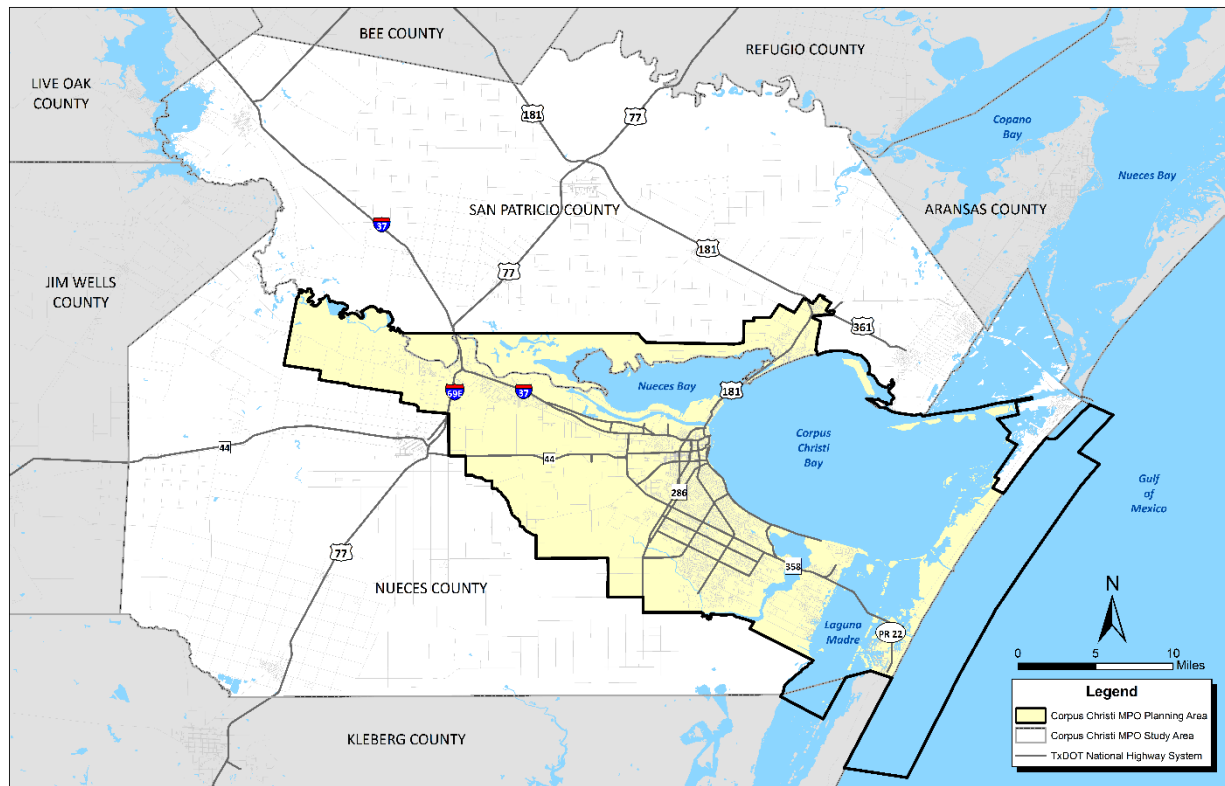 BEE COUNTY
REFUGIO COUNTY
LIVE OAK
COUNTY
181
77
Copano
Bay
Nueces Bay
SAN PATRICIO COUNTY
ARANSAS COUNTY
37
181
77
JIM WELLS
COUNTY
361
Nueces Bay
181
69E
37
44
44
Corpus
Christi
Bay
286
Gulf
of
Mexico
77
358
NUECES COUNTY
N
Laguna
Madre
PR 22
0 5 10
Miles
Legend
Corpus Christi MPO Planning Area
Corpus Christi MPO Study Area
TxDOT National Highway System
KLEBERG COUNTY